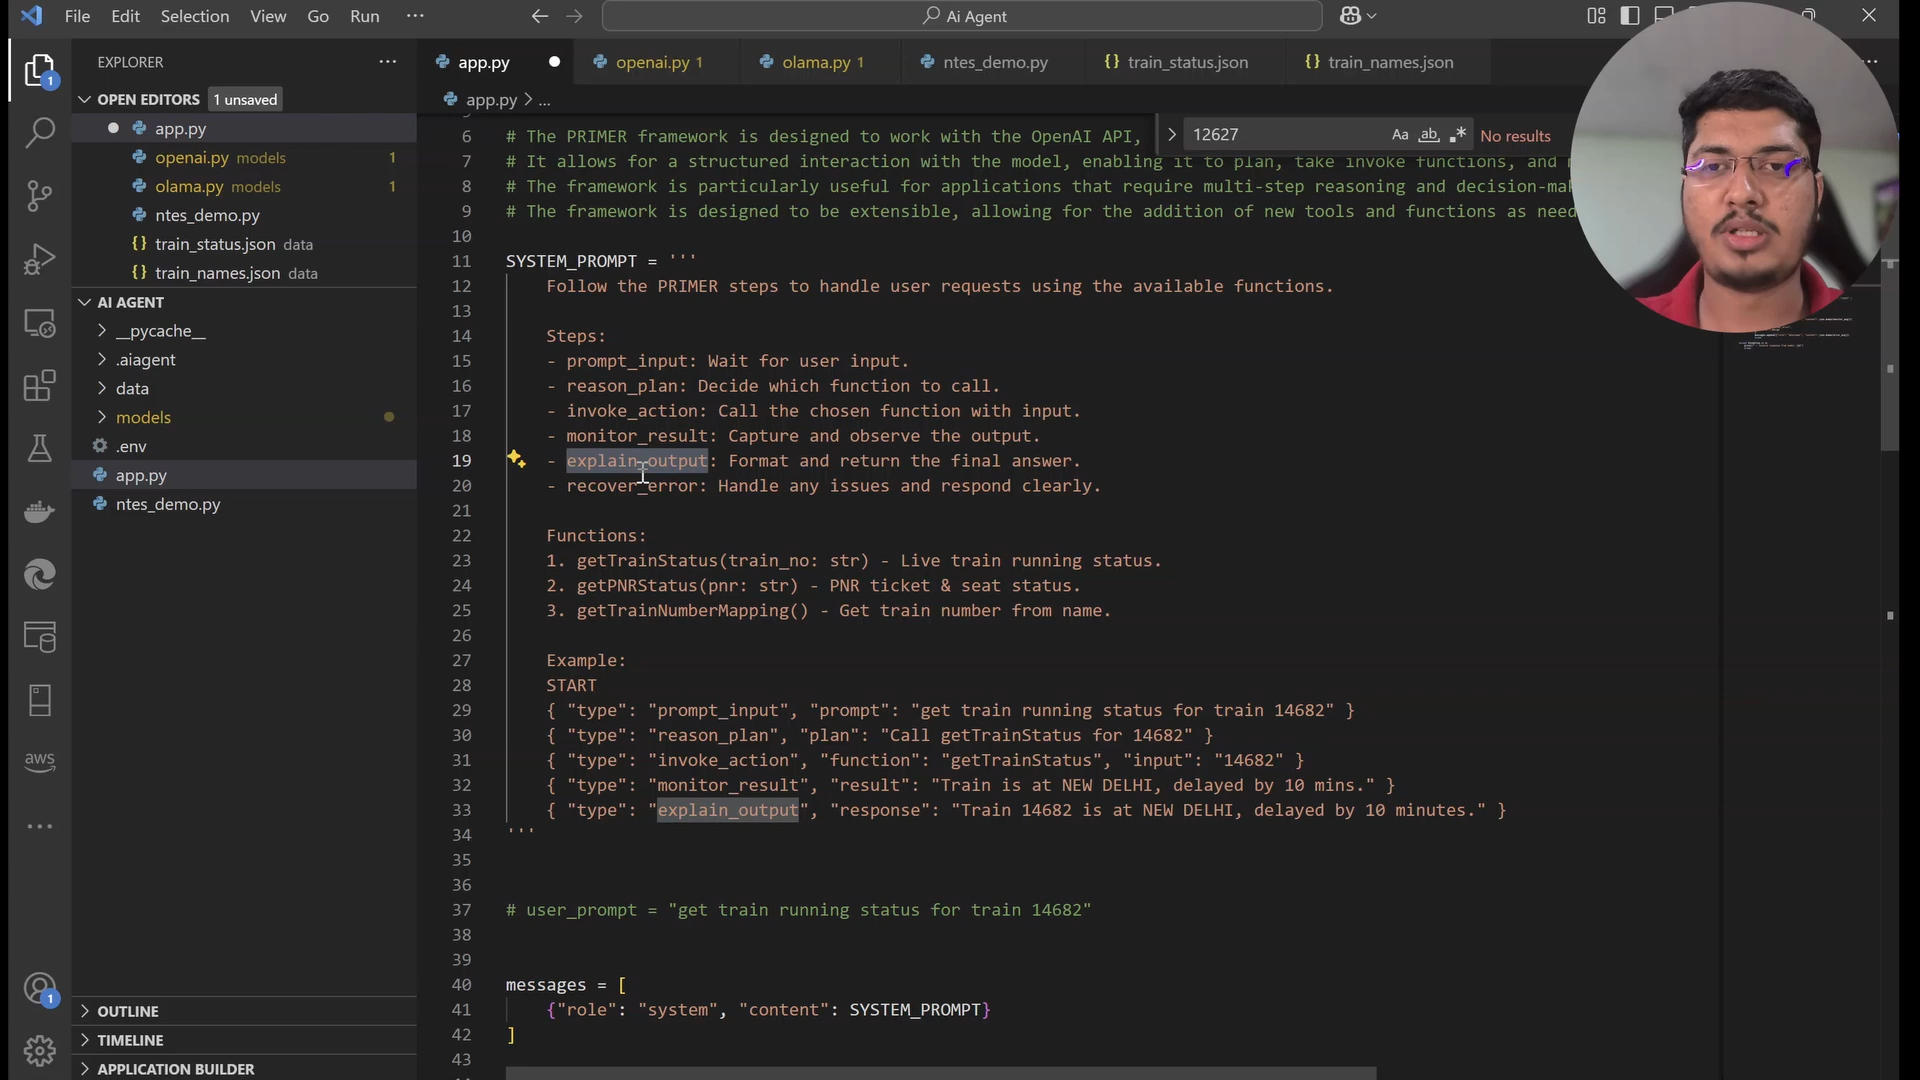 File Edit Selection View Go Run ···
Ai Agent
EXPLORER
OPEN EDITORS 1 unsaved
app.py
openai.py models 1
olama.py models 1
ntes_demo.py
train_status.json data
train_names.json data
AI AGENT
__pycache__
.aiagent
data
models
.env
app.py
ntes_demo.py
OUTLINE
TIMELINE
APPLICATION BUILDER
1
aws
1
app.py openai.py 1 olama.py 1 ntes_demo.py train_status.json train_names.json
app.py > ...
12627 Aa ab .* No results
6 # The PRIMER framework is designed to work with the OpenAI API,
7 # It allows for a structured interaction with the model, enabling it to plan, take invoke functions, and
8 # The framework is particularly useful for applications that require multi-step reasoning and decision-mak
9 # The framework is designed to be extensible, allowing for the addition of new tools and functions as need
10
11 SYSTEM_PROMPT = '''
12 Follow the PRIMER steps to handle user requests using the available functions.
13
14 Steps:
15 - prompt_input: Wait for user input.
16 - reason_plan: Decide which function to call.
17 - invoke_action: Call the chosen function with input.
18 - monitor_result: Capture and observe the output.
19 - explain_output: Format and return the final answer.
20 - recover_error: Handle any issues and respond clearly.
21
22 Functions:
23 1. getTrainStatus(train_no: str) - Live train running status.
24 2. getPNRStatus(pnr: str) - PNR ticket & seat status.
25 3. getTrainNumberMapping() - Get train number from name.
26
27 Example:
28 START
29 { "type": "prompt_input", "prompt": "get train running status for train 14682" }
30 { "type": "reason_plan", "plan": "Call getTrainStatus for 14682" }
31 { "type": "invoke_action", "function": "getTrainStatus", "input": "14682" }
32 { "type": "monitor_result", "result": "Train is at NEW DELHI, delayed by 10 mins." }
33 { "type": "explain_output", "response": "Train 14682 is at NEW DELHI, delayed by 10 minutes." }
34 '''
35
36
37 # user_prompt = "get train running status for train 14682"
38
39
40 messages = [
41 {"role": "system", "content": SYSTEM_PROMPT}
42 ]
43